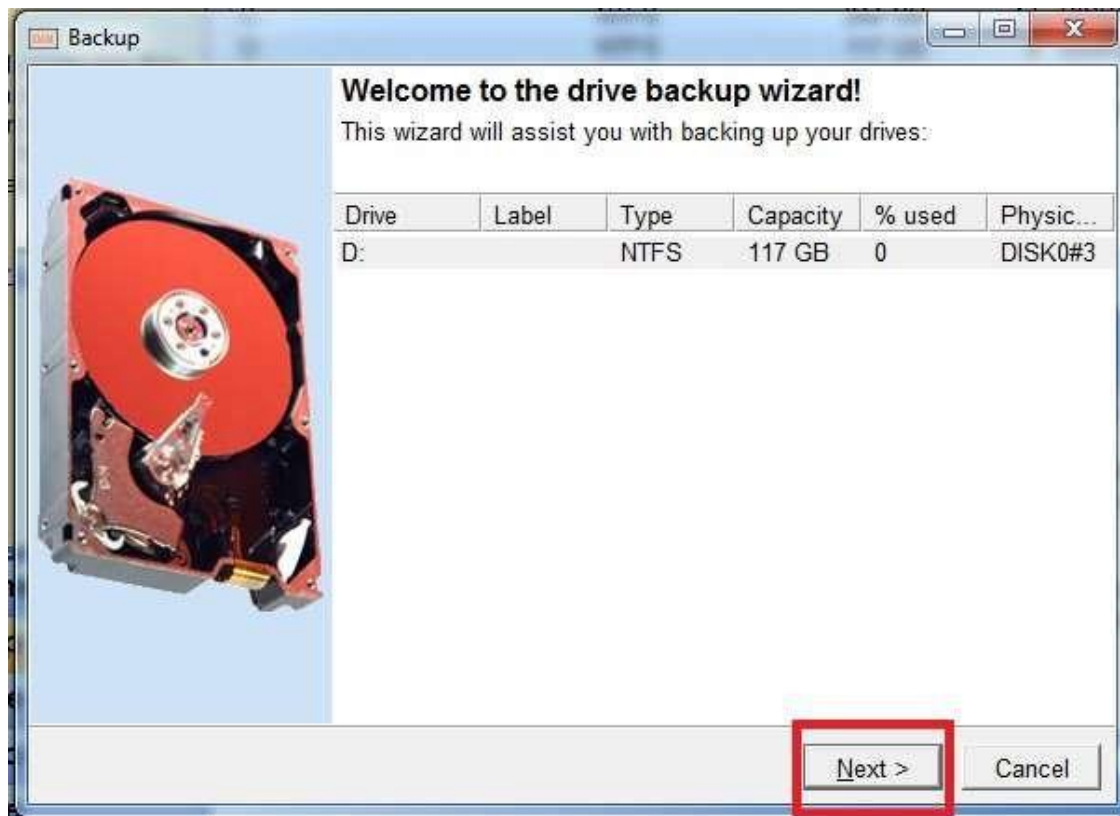 Backup
Welcome to the drive backup wizard!
This wizard will assist you with backing up your drives:
Drive Label Type Capacity % used Physic...
D: NTFS 117 GB 0 DISK0#3
Next > Cancel